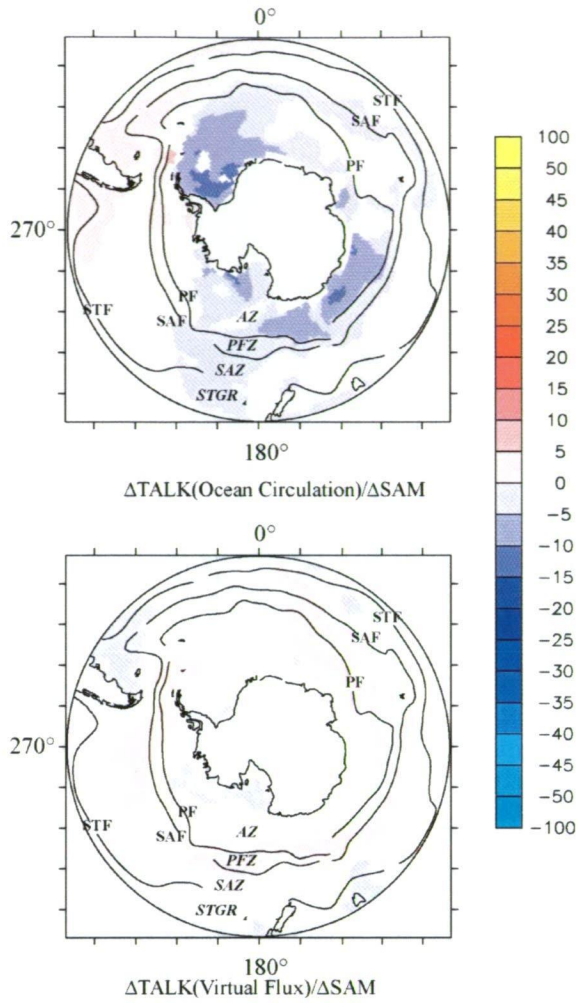 0°
STF
SAF
PF
270°
STF
PF
SAF
AZ
PFZ
SAZ
STGR
180°
ΔTALK(Ocean Circulation)/ΔSAM
100
50
45
40
35
30
25
20
15
10
5
0
-5
-10
-15
-20
-25
-30
-35
-40
-45
-50
-100
0°
STF
SAF
PF
270°
STF
PF
SAF
AZ
PFZ
SAZ
STGR
180°
ΔTALK(Virtual Flux)/ΔSAM